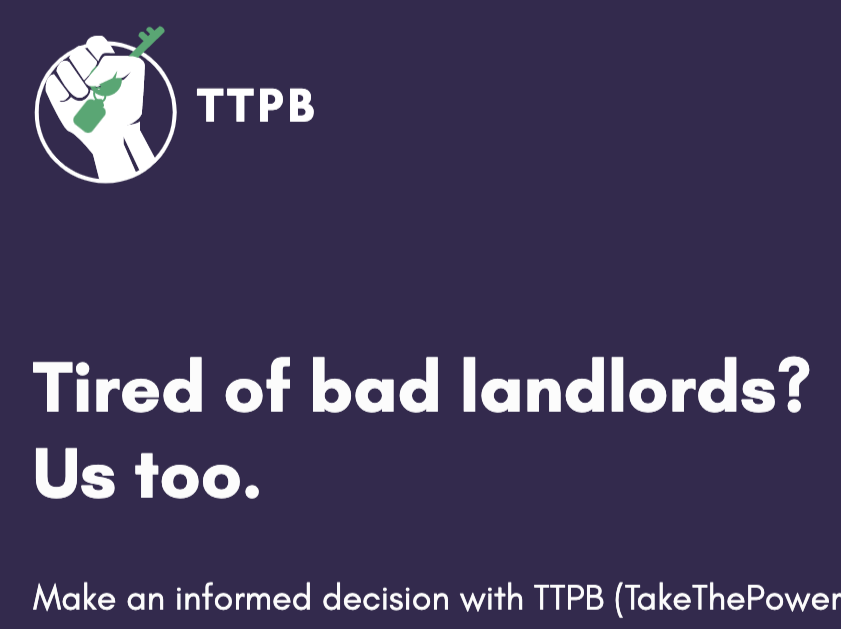 TTPB
Tired of bad landlords?
Us too.
Make an informed decision with TTPB (TakeThePower